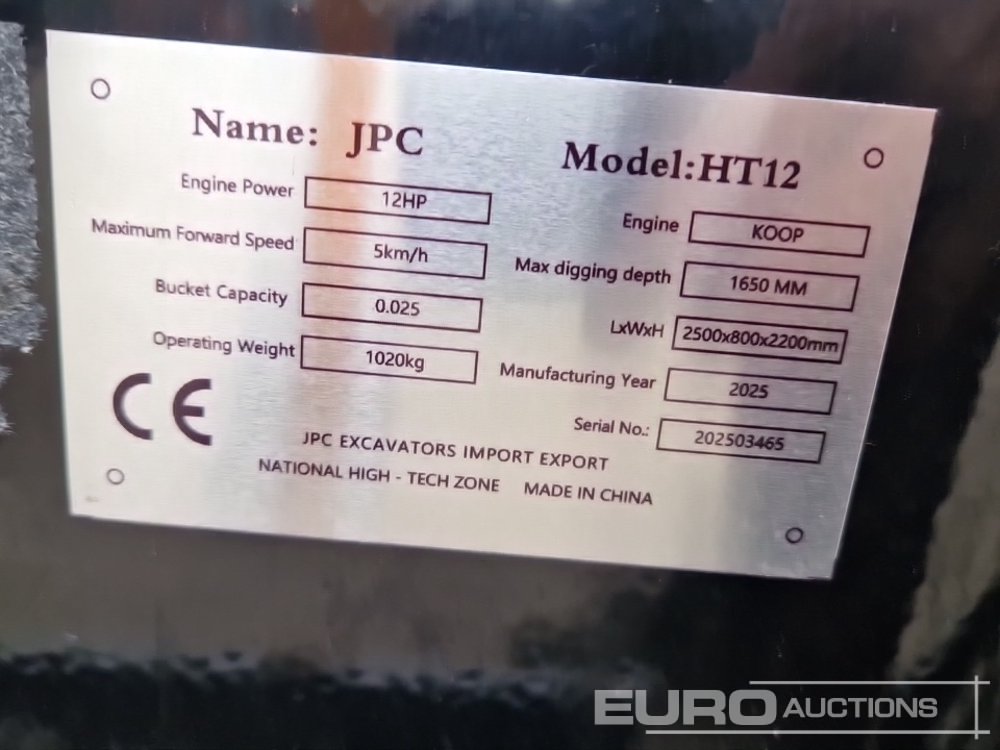 Name: JPC
Model:HT12
Engine Power 12HP
Maximum Forward Speed 5km/h
Bucket Capacity 0.025
Operating Weight 1020kg
Engine KOOP
Max digging depth 1650 MM
LxWxH 2500x800x2200mm
Manufacturing Year 2025
Serial No.: 202503465
CE
JPC EXCAVATORS IMPORT EXPORT
NATIONAL HIGH - TECH ZONE MADE IN CHINA
EURO AUCTIONS